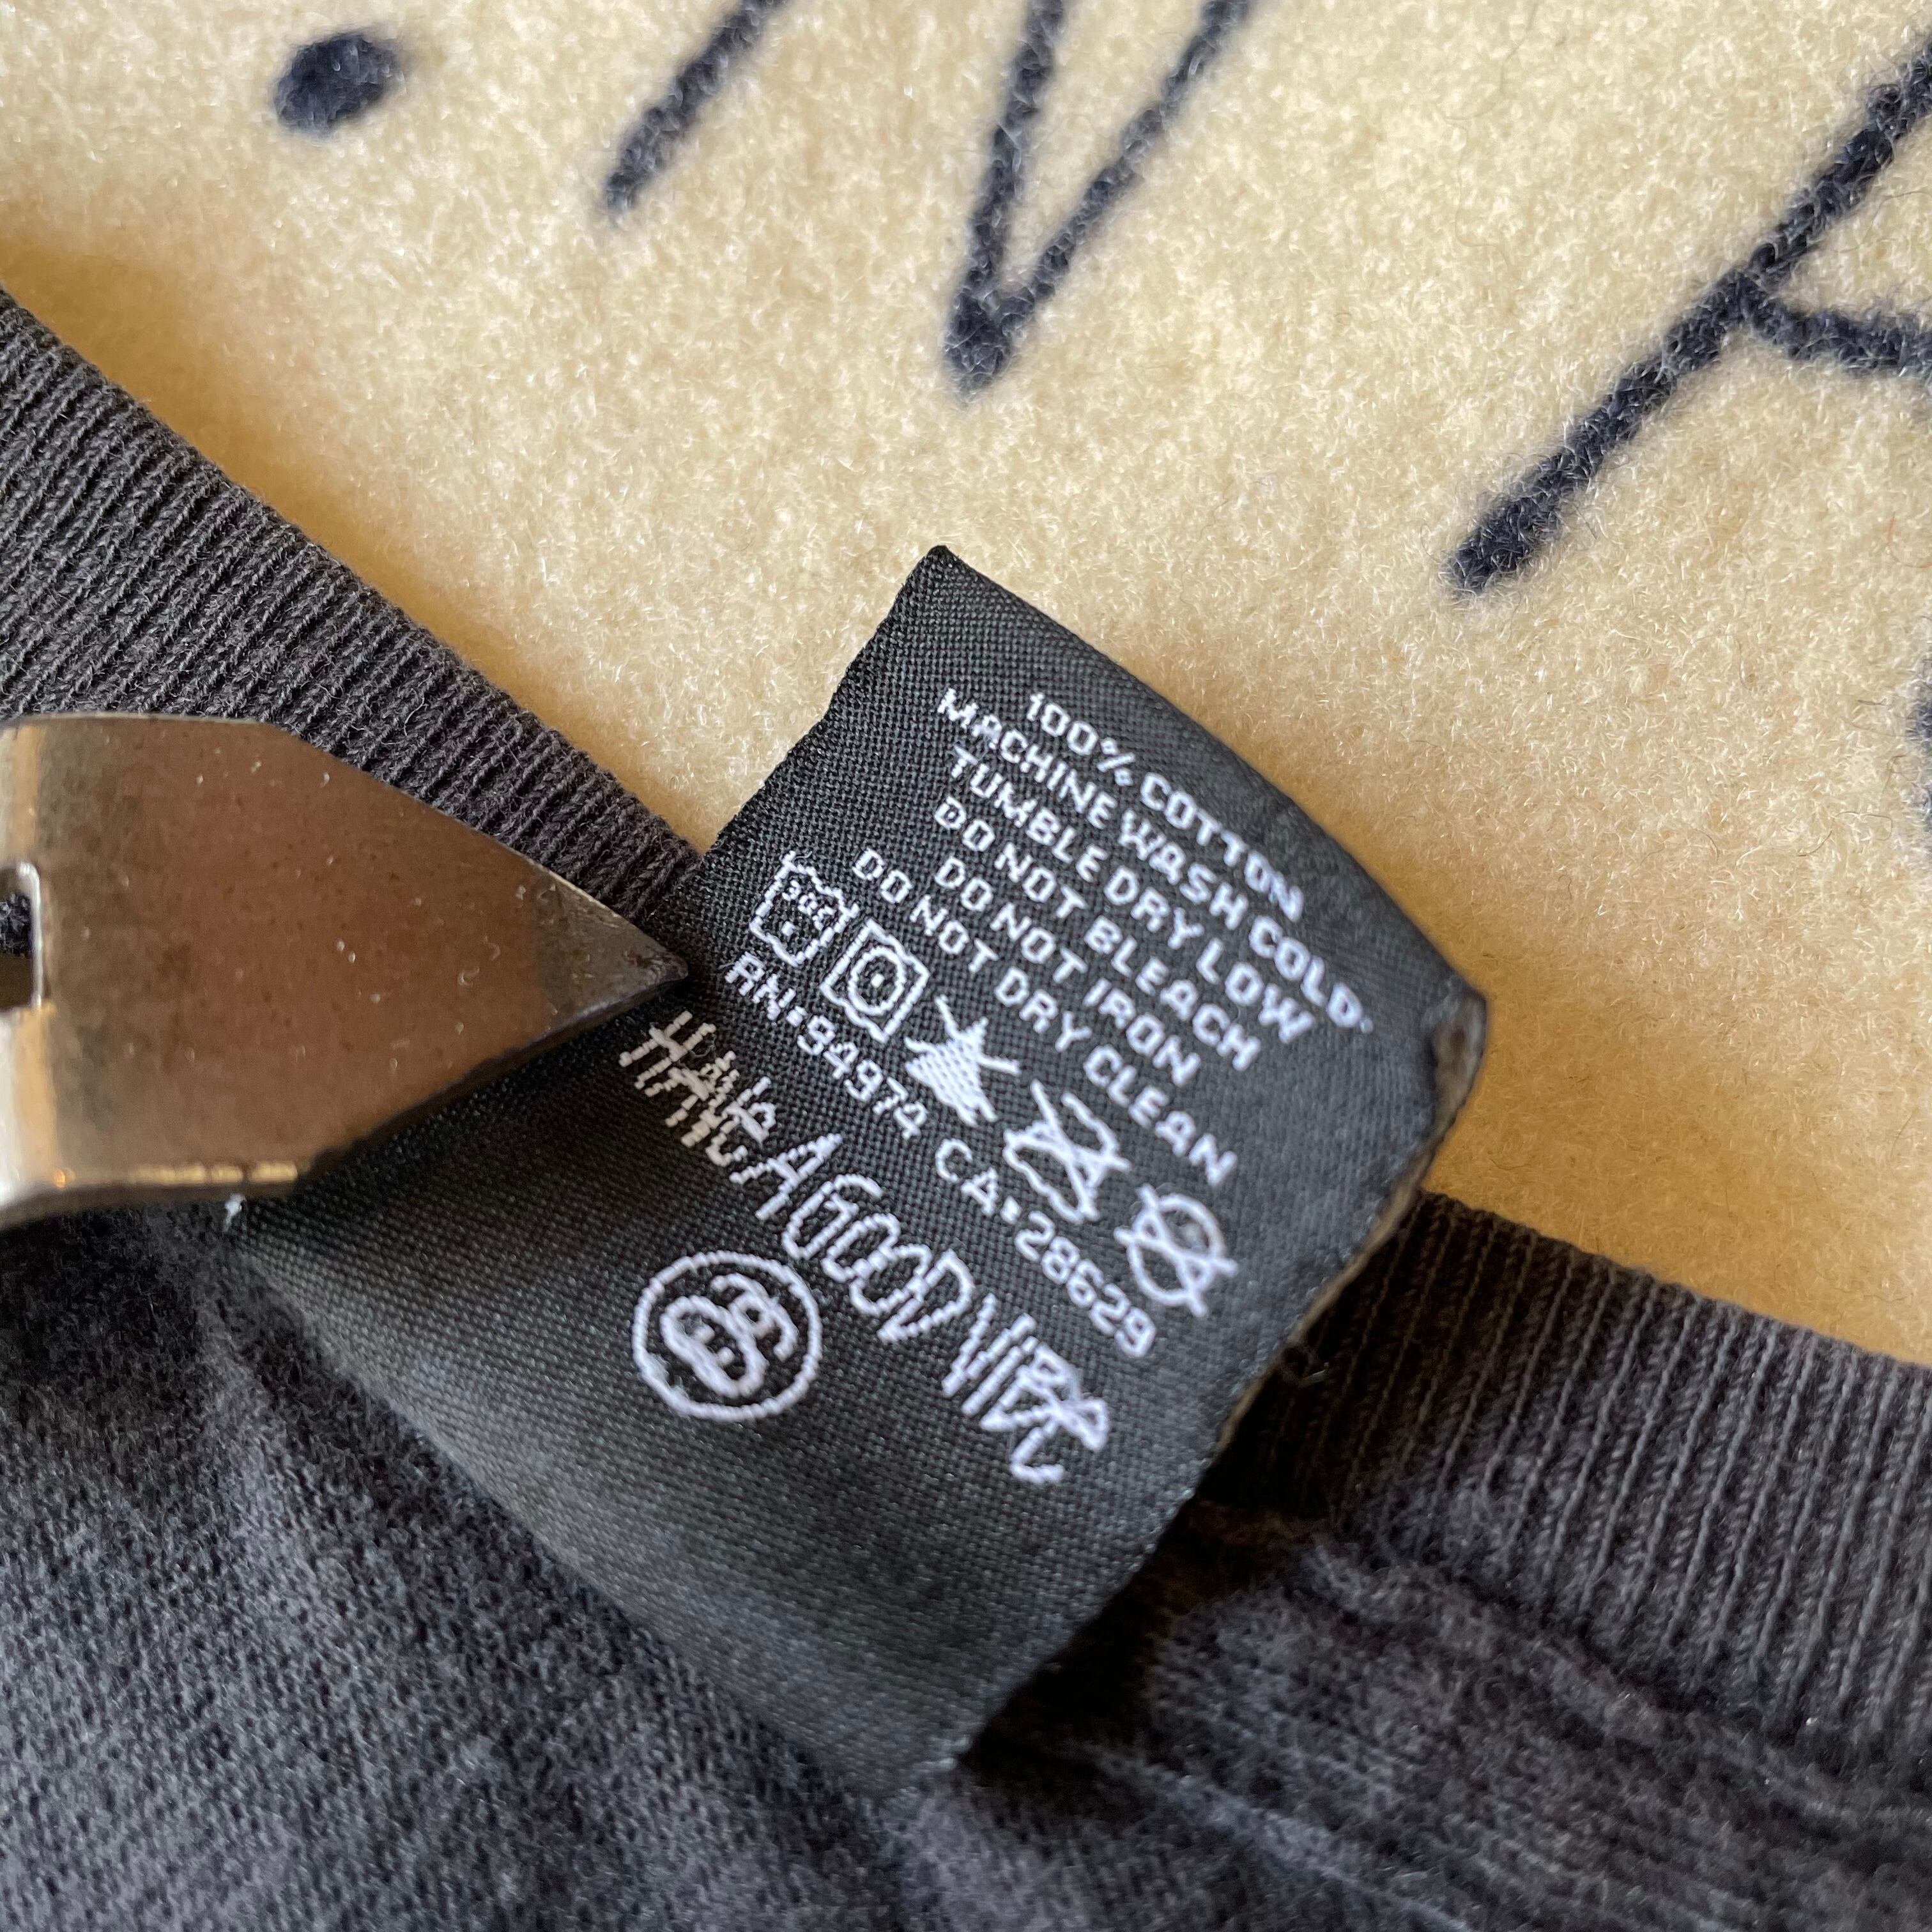 100% COTTON
MACHINE WASH COLD
TUMBLE DRY LOW
DO NOT BLEACH
DO NOT IRON
DO NOT DRY CLEAN
RN•94974 CA•28629
HAVE A GOOD VIBE